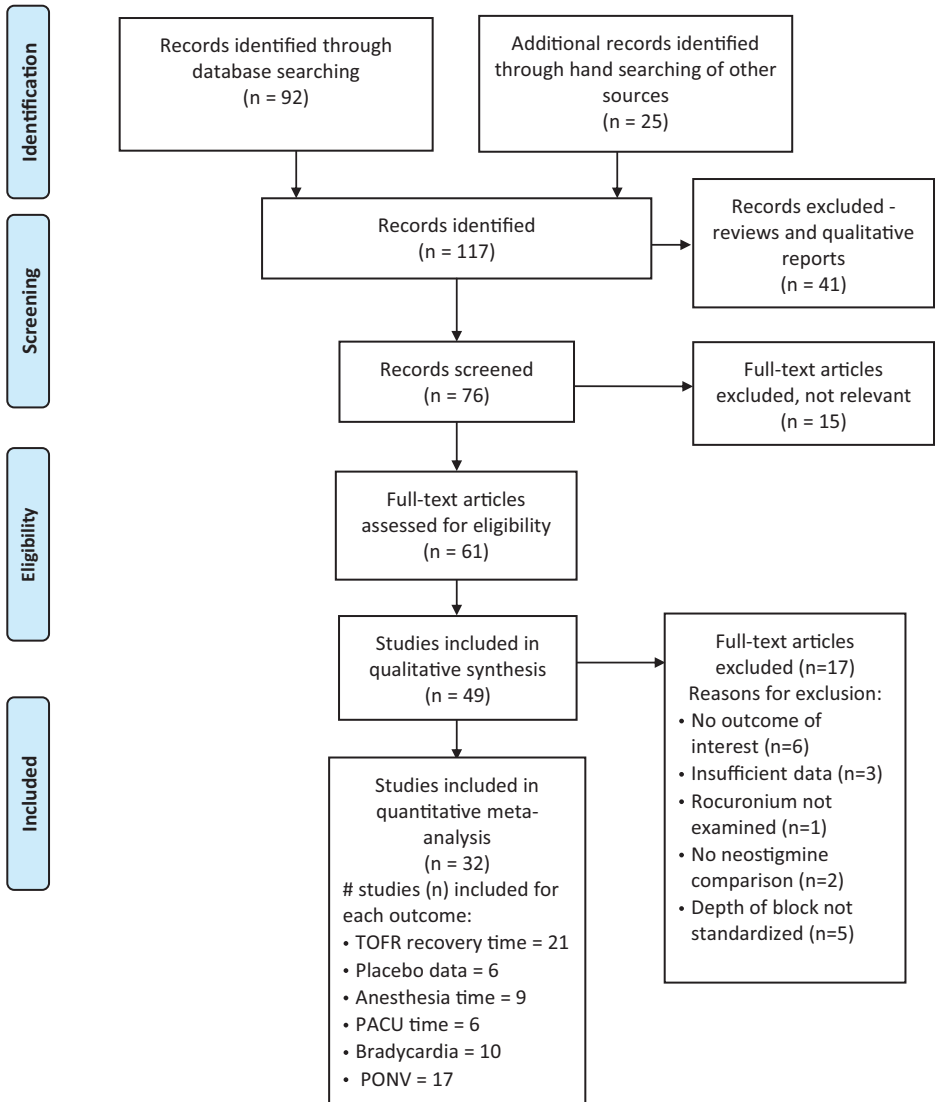 Identification
Records identified through
database searching
(n = 92)
Additional records identified
through hand searching of other
sources
(n = 25)
Screening
Records identified
(n = 117)
Records excluded -
reviews and qualitative
reports
(n = 41)
Records screened
(n = 76)
Full-text articles
excluded, not relevant
(n = 15)
Eligibility
Full-text articles
assessed for eligibility
(n = 61)
Studies included in
qualitative synthesis
(n = 49)
Full-text articles
excluded (n=17)
Reasons for exclusion:
• No outcome of
interest (n=6)
• Insufficient data (n=3)
• Rocuronium not
examined (n=1)
• No neostigmine
comparison (n=2)
• Depth of block not
standardized (n=5)
Included
Studies included in
quantitative meta-
analysis
(n = 32)
# studies (n) included for
each outcome:
• TOFR recovery time = 21
• Placebo data = 6
• Anesthesia time = 9
• PACU time = 6
• Bradycardia = 10
• PONV = 17